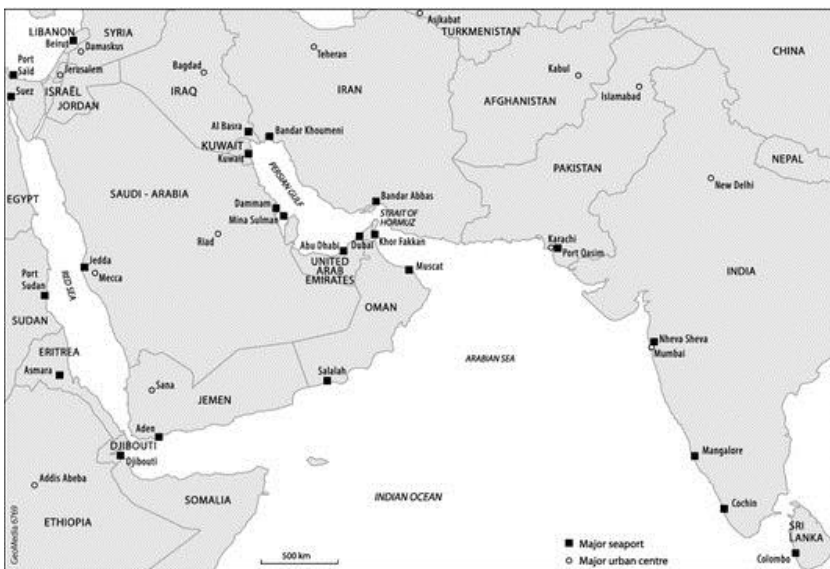 LIBANON
SYRIA
Beirut
Damaskus
Port
Saïd
Jerusalem
Suez
ISRAËL
JORDAN
Bagdad
IRAQ
Teheran
IRAN
Asjkabat
TURKMENISTAN
Kabul
AFGHANISTAN
Islamabad
CHINA
NEPAL
PAKISTAN
New Delhi
Al Basra
Bandar Khoumeni
KUWAIT
Kuwait
EGYPT
SAUDI - ARABIA
PERSIAN GULF
Dammam
Mina Sulman
Bandar Abbas
STRAIT OF
HORMUZ
Riad
Abu Dhabi
Dubai
Khor Fakkan
Karachi
Port Qasim
INDIA
UNITED
ARAB
EMIRATES
Muscat
Jedda
Mecca
RED SEA
Port
Sudan
OMAN
SUDAN
ERITREA
Asmara
Nheva Sheva
Mumbai
ARABIAN SEA
Sana
JEMEN
Salalah
Aden
DJIBOUTI
Djibouti
Mangalore
Addis Abeba
ETHIOPIA
SOMALIA
INDIAN OCEAN
Cochin
SRI
LANKA
Colombo
500 km
Major seaport
Major urban centre
GeoMedia 6769